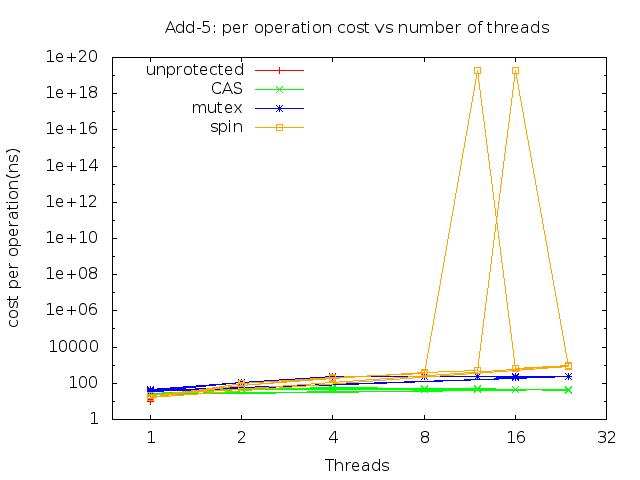 Add-5: per operation cost vs number of threads
1e+20
1e+18
1e+16
1e+14
1e+12
1e+10
1e+08
1e+06
10000
100
1
cost per operation(ns)
unprotected
CAS
mutex
spin
1 2 4 8 16 32
Threads